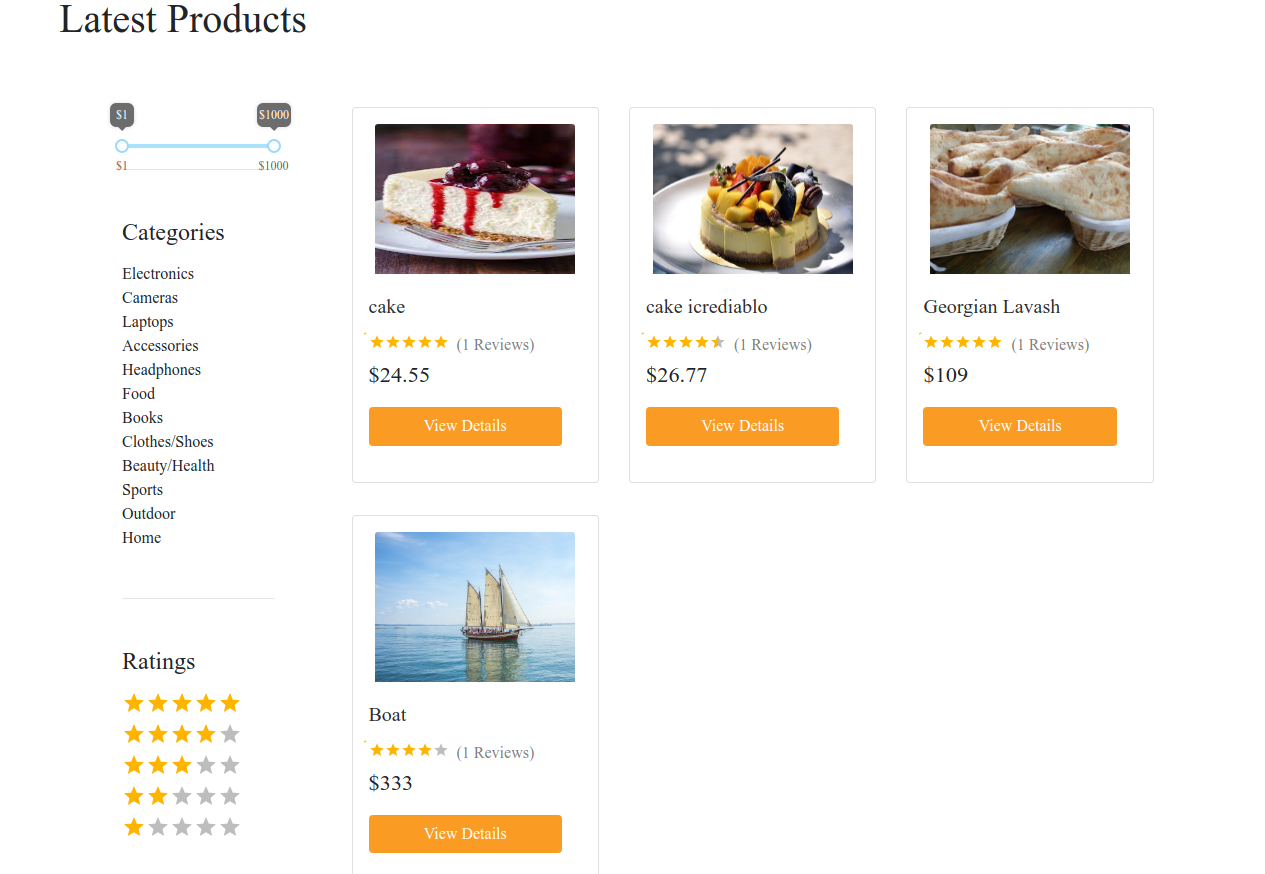 Latest Products
$1 $1000
$1 $1000
Categories
Electronics
Cameras
Laptops
Accessories
Headphones
Food
Books
Clothes/Shoes
Beauty/Health
Sports
Outdoor
Home
Ratings
cake
(1 Reviews)
$24.55
View Details
cake icrediablo
(1 Reviews)
$26.77
View Details
Georgian Lavash
(1 Reviews)
$109
View Details
Boat
(1 Reviews)
$333
View Details